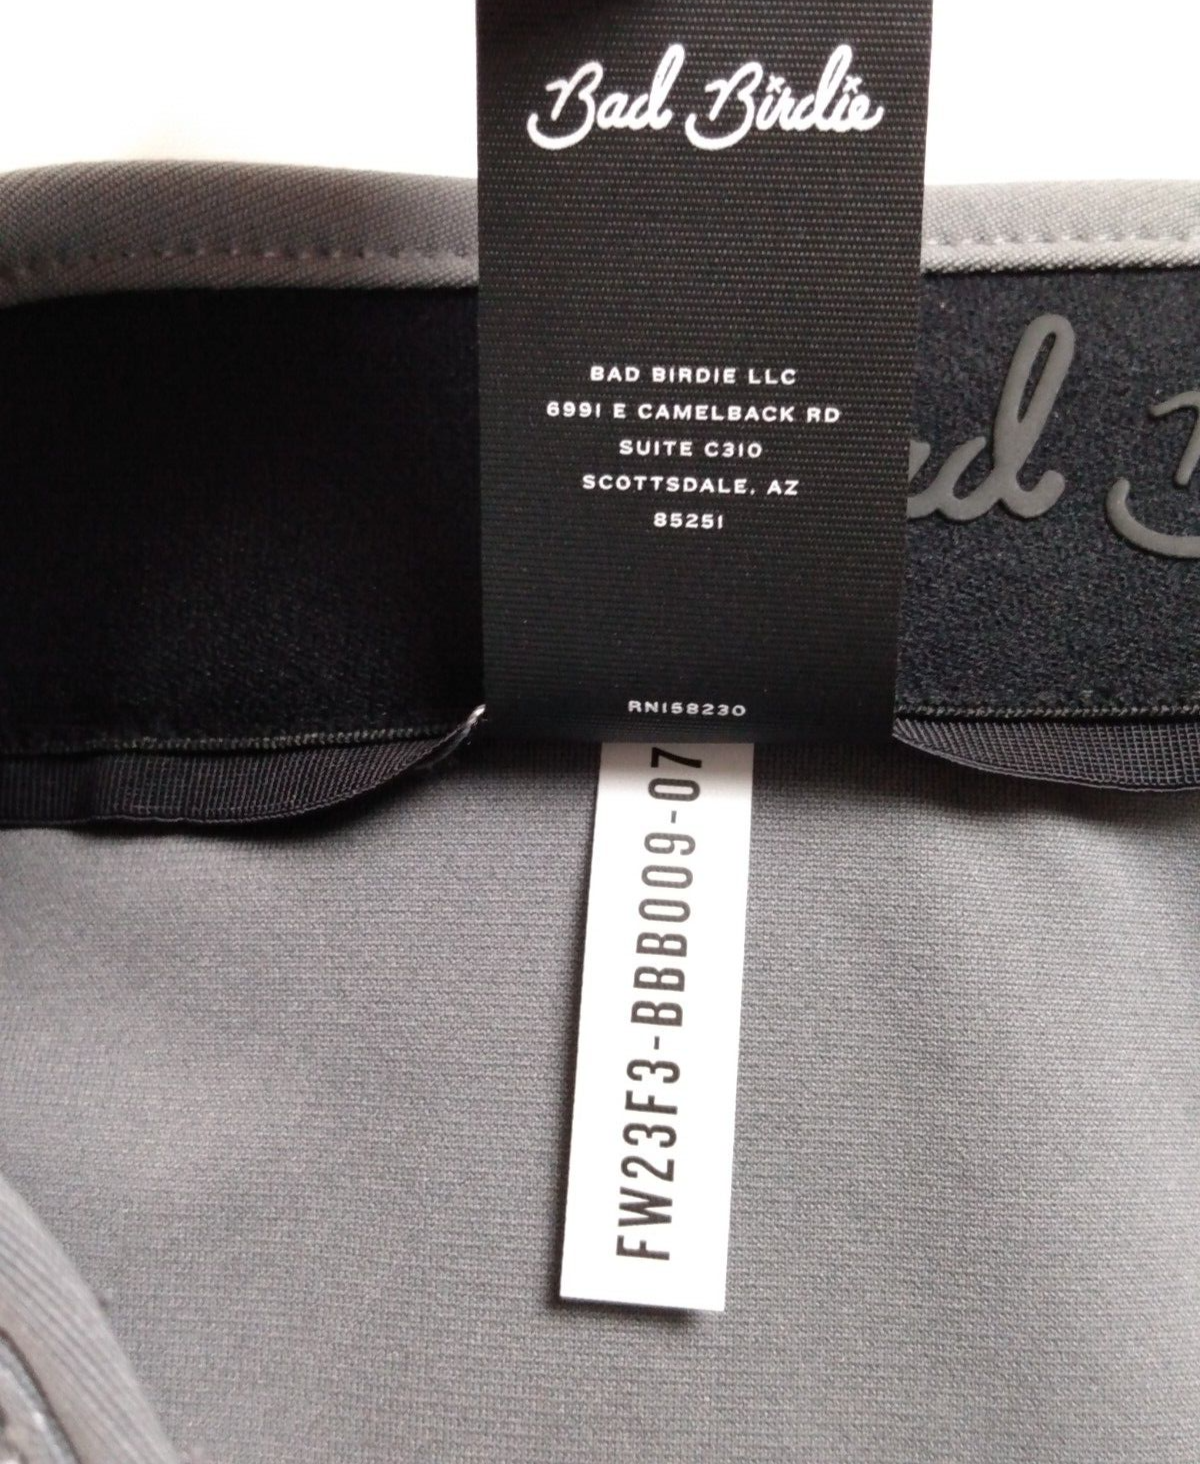 Bad Birdie
BAD BIRDIE LLC
6991 E CAMELBACK RD
SUITE C310
SCOTTSDALE, AZ
85251
RN158230
FW23F3-BBB009-07